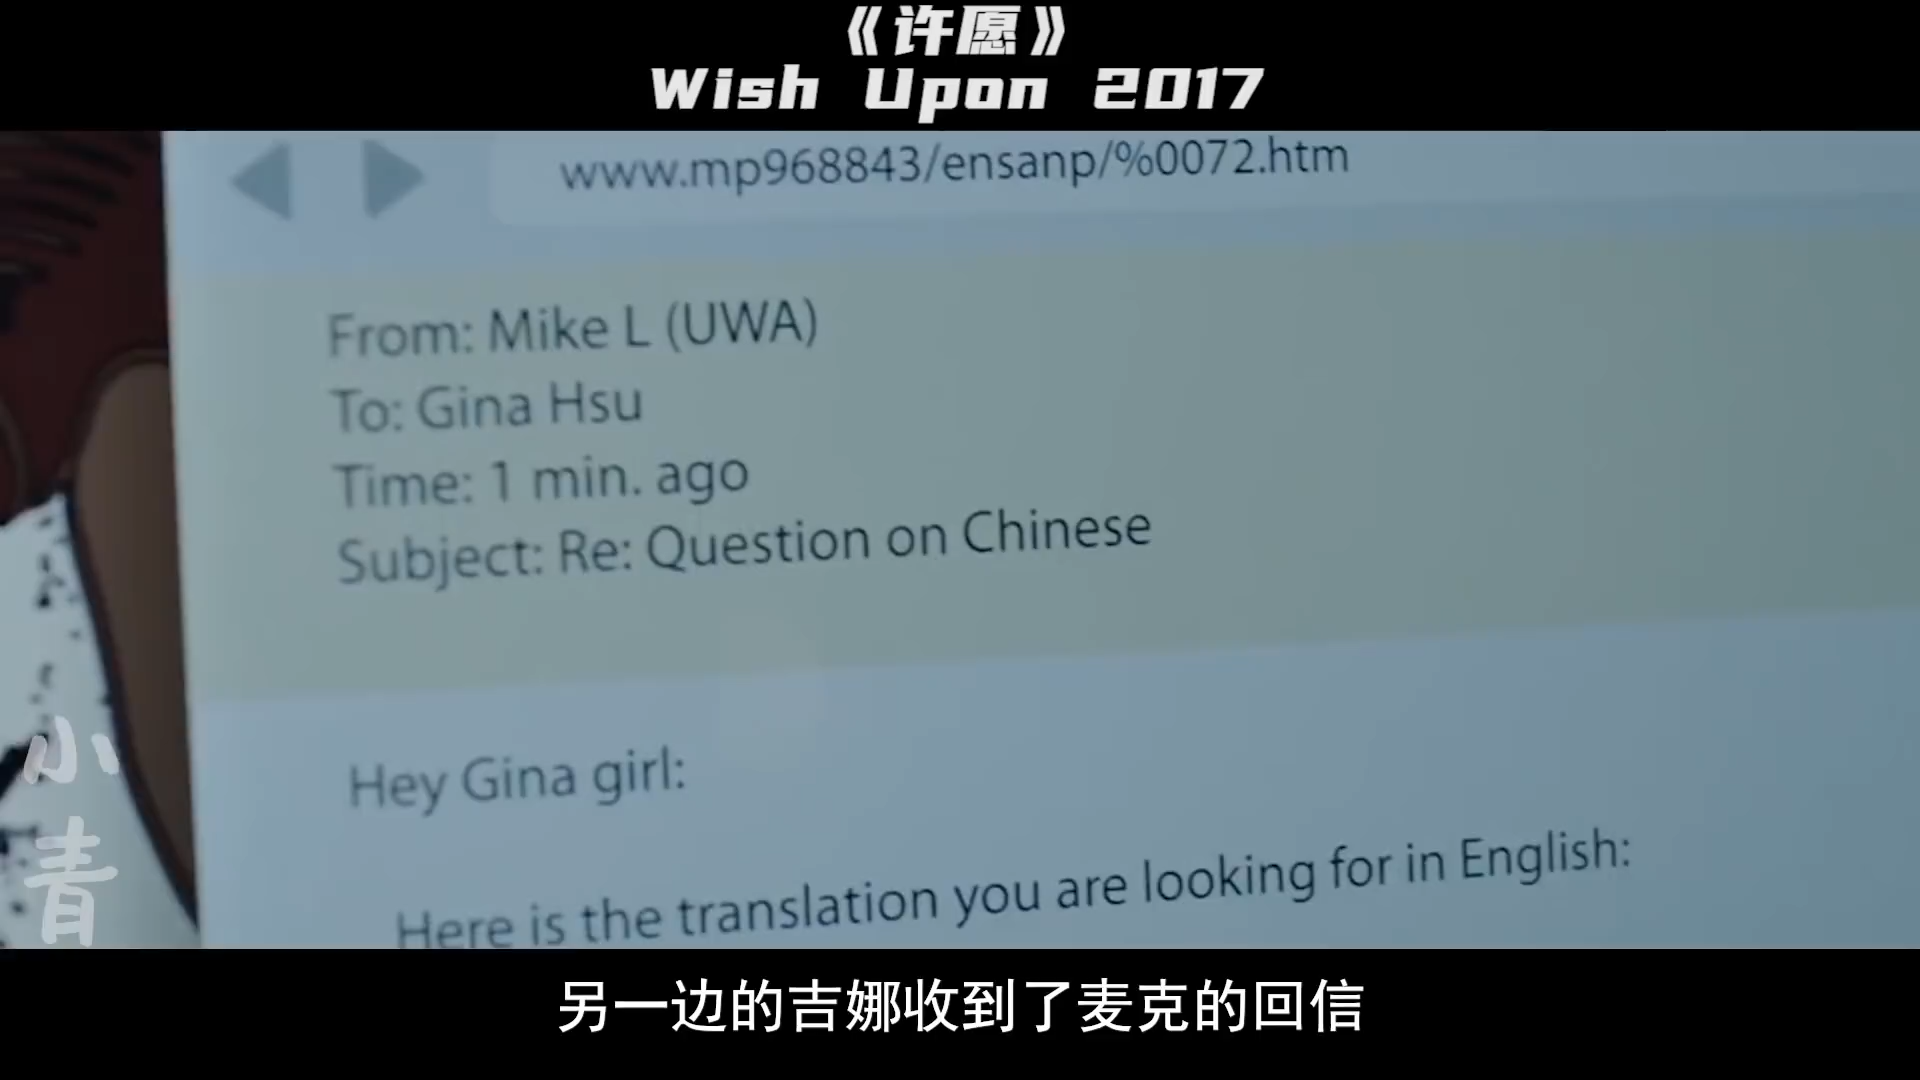 《许愿》
Wish Upon 2017
www.mp968843/ensanp/%0072.htm
From: Mike L (UWA)
To: Gina Hsu
Time: 1 min. ago
Subject: Re: Question on Chinese
Hey Gina girl:
Here is the translation you are looking for in English:
小青
另一边的吉娜收到了麦克的回信